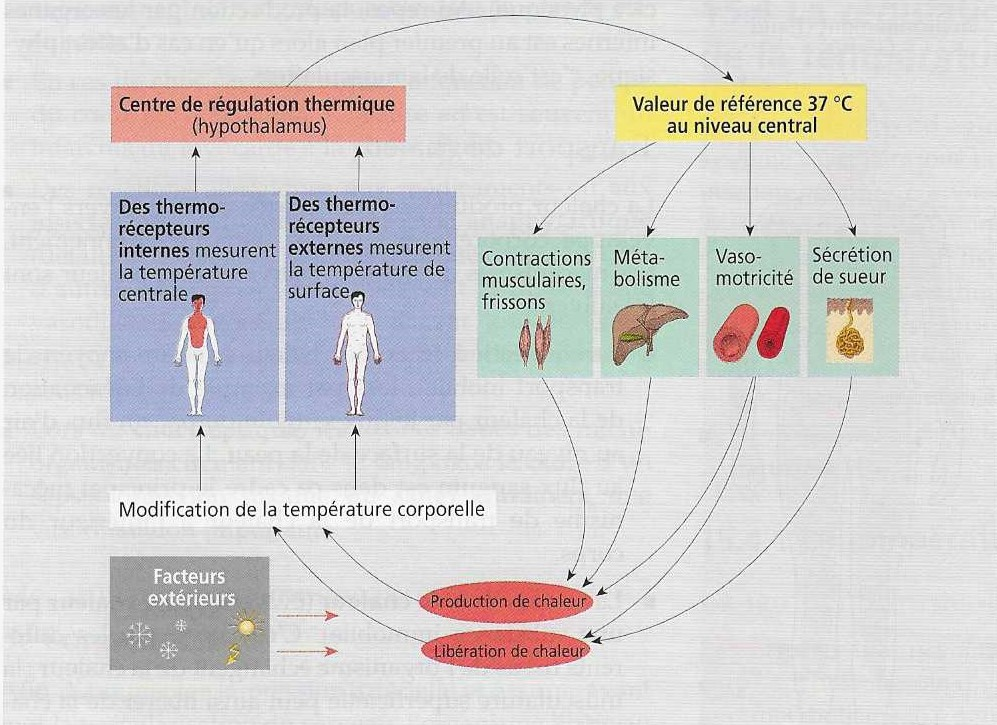 Centre de régulation thermique
(hypothalamus)
Valeur de référence 37 °C
au niveau central
Des thermo-
récepteurs
internes mesurent
la température
centrale
Des thermo-
récepteurs
externes mesurent
la température de
surface
Contractions
musculaires,
frissons
Méta-
bolisme
Vaso-
motricité
Sécrétion
de sueur
Modification de la température corporelle
Facteurs
extérieurs
Production de chaleur
Libération de chaleur